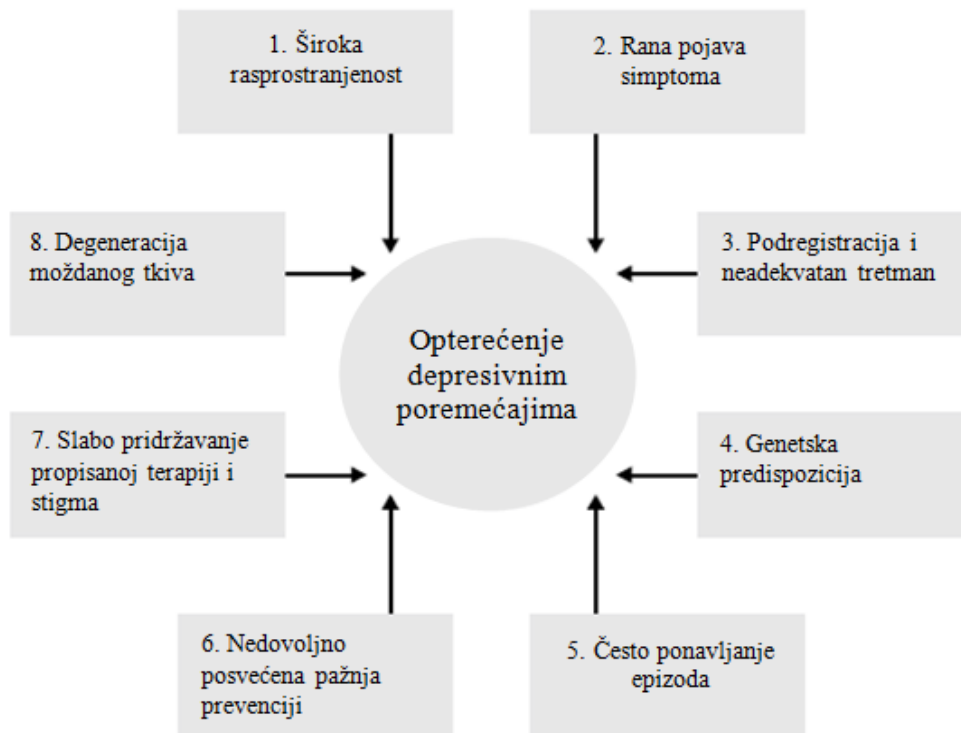 1. Široka
rasprostranjenost
2. Rana pojava
simptoma
8. Degeneracija
moždanog tkiva
3. Podregistracija i
neadekvatan tretman
Opterećenje
depresivnim
poremećajima
7. Slabo pridržavanje
propisanoj terapiji i
stigma
4. Genetska
predispozicija
6. Nedovoljno
posvećena pažnja
prevenciji
5. Često ponavljanje
epizoda